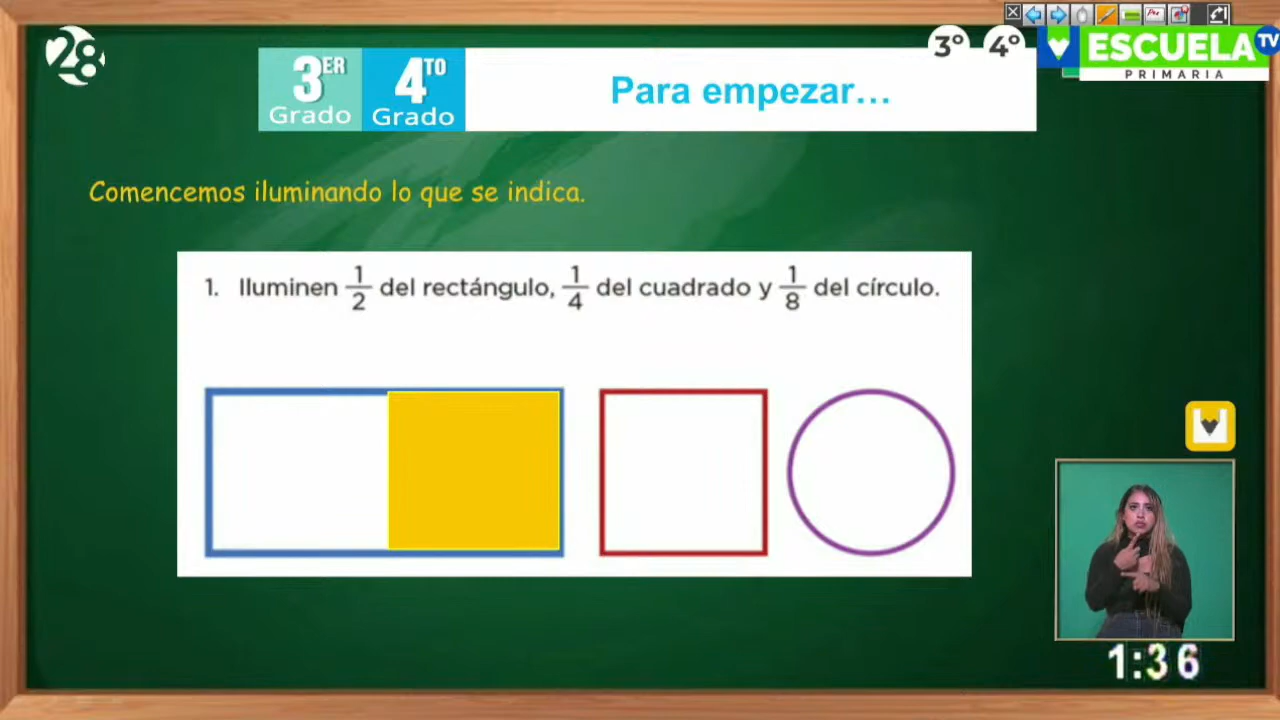 28
3ER Grado
4TO Grado
Para empezar...
3° 4°
ESCUELA TV
PRIMARIA
Comencemos iluminando lo que se indica.
1. Iluminen 1/2 del rectángulo, 1/4 del cuadrado y 1/8 del círculo.
1:36